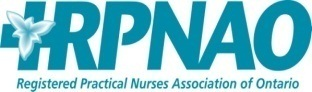 RPNAO
Registered Practical Nurses Association of Ontario